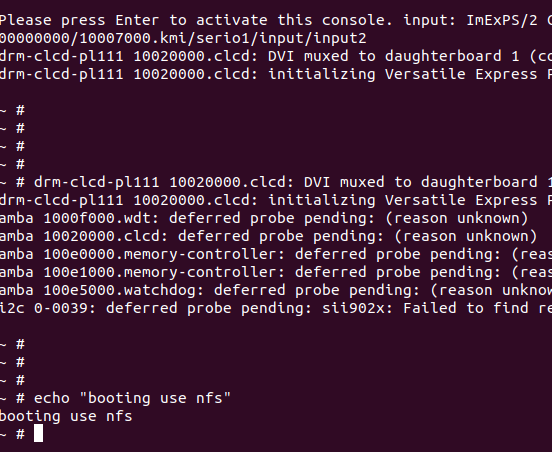 Please press Enter to activate this console. input: ImExPS/2
00000000/10007000.kmi/serio1/input/input2
drm-clcd-pl111 10020000.clcd: DVI muxed to daughterboard 1 (co
drm-clcd-pl111 10020000.clcd: initializing Versatile Express
~ #
~ #
~ #
~ #
~ # drm-clcd-pl111 10020000.clcd: DVI muxed to daughterboard 1
drm-clcd-pl111 10020000.clcd: initializing Versatile Express
amba 1000f000.wdt: deferred probe pending: (reason unknown)
amba 10020000.clcd: deferred probe pending: (reason unknown)
amba 100e0000.memory-controller: deferred probe pending: (reas
amba 100e1000.memory-controller: deferred probe pending: (reas
amba 100e5000.watchdog: deferred probe pending: (reason unknow
i2c 0-0039: deferred probe pending: sii902x: Failed to find re
~ #
~ #
~ #
~ # echo "booting use nfs"
booting use nfs
~ #